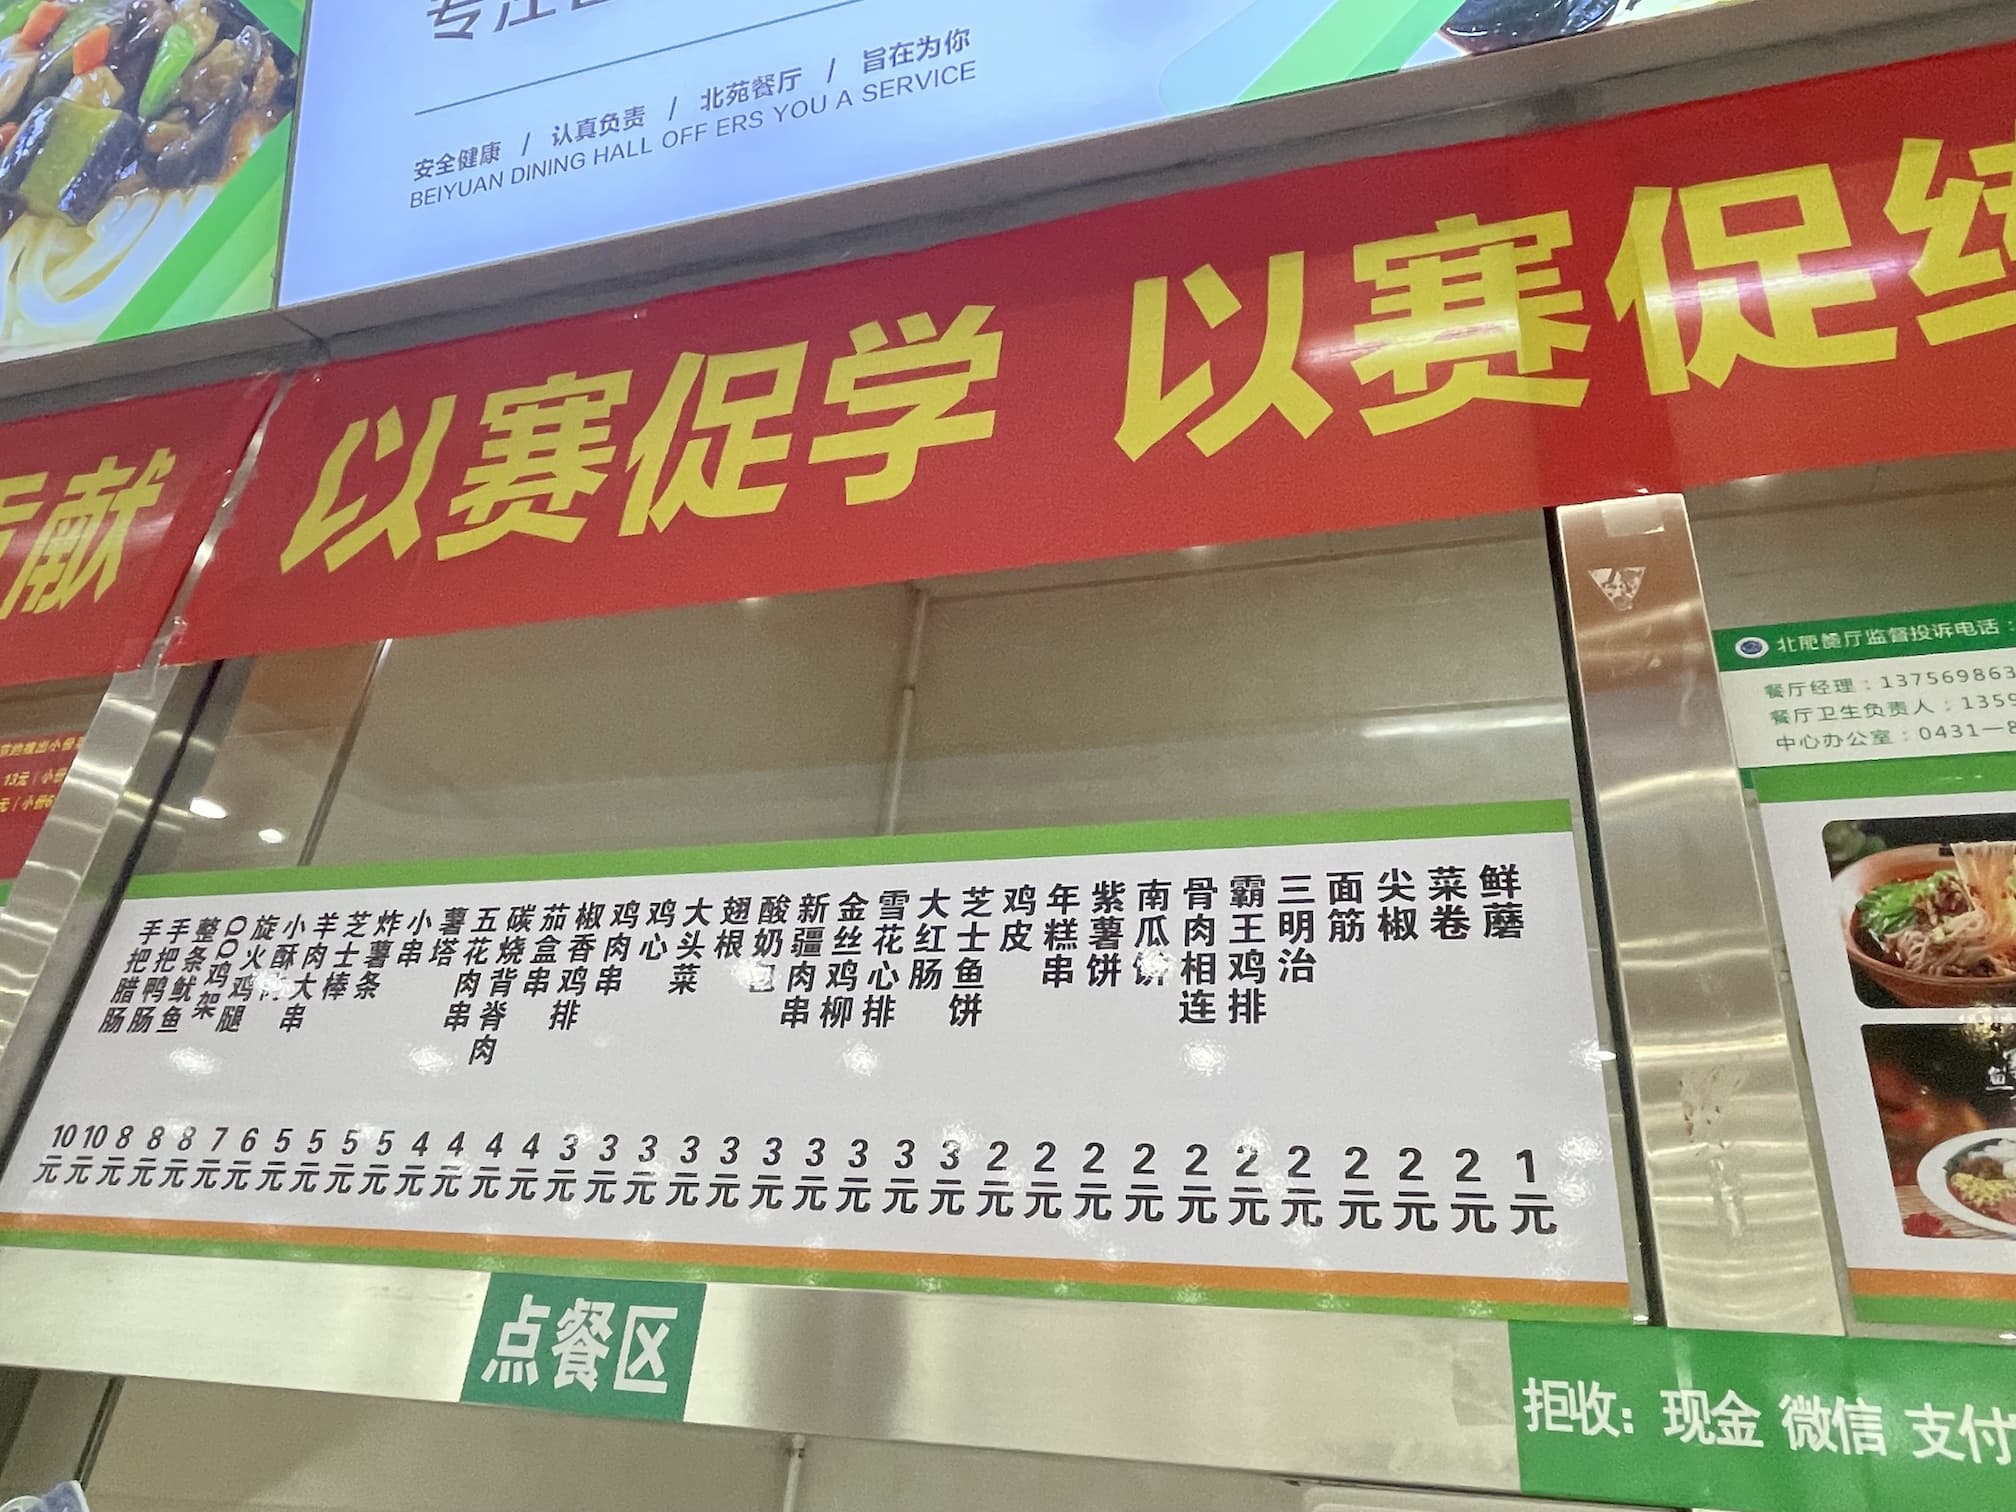 专注
安全健康 / 认真负责 / 北苑餐厅 / 旨在为你
BEIYUAN DINING HALL OFF ERS YOU A SERVICE
献
以赛促学 以赛促
13元
餐厅监督投诉电话：
餐厅经理：137569863
餐厅卫生负责人：135
中心办公室：0431—8
手把腊肠 10元
手把鸭肠 10元
整条鱿鱼 8元
QQ鸡架 8元
旋火鸡腿 8元
小酥肉 7元
羊肉大串 6元
芝士棒 5元
炸薯条 5元
小串 5元
薯塔 5元
五花肉串 4元
碳烧背脊肉 4元
茄盒串 4元
椒香鸡排 4元
鸡肉串 3元
鸡心 3元
大头菜 3元
翅根 3元
酸奶包 3元
新疆肉串 3元
金丝鸡柳 3元
雪花心排 3元
大红肠 3元
芝士鱼饼 3元
鸡皮 2元
年糕串 2元
紫薯饼 2元
南瓜饼 2元
骨肉相连 2元
霸王鸡排 2元
三明治 2元
面筋 2元
尖椒 2元
菜卷 2元
鲜蘑 1元
点餐区
拒收：现金 微信 支付